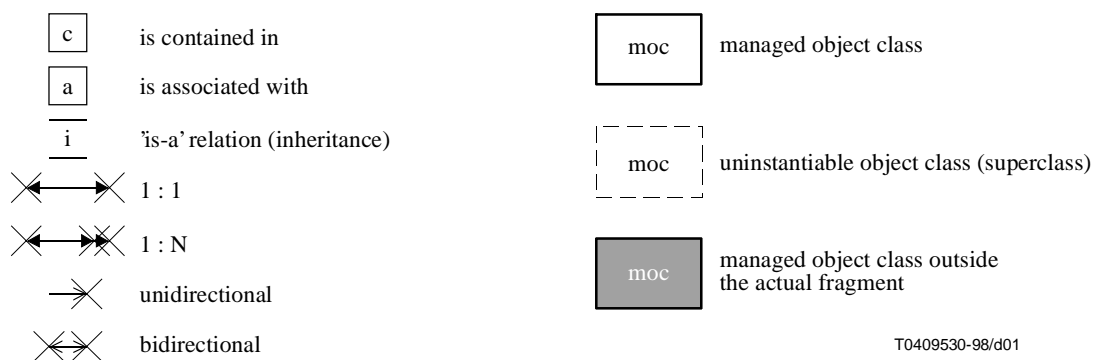 c
is contained in
a
is associated with
i
’is-a’ relation (inheritance)
1 : 1
1 : N
unidirectional
bidirectional
moc
managed object class
moc
uninstantiable object class (superclass)
moc
managed object class outside
the actual fragment
T0409530-98/d01